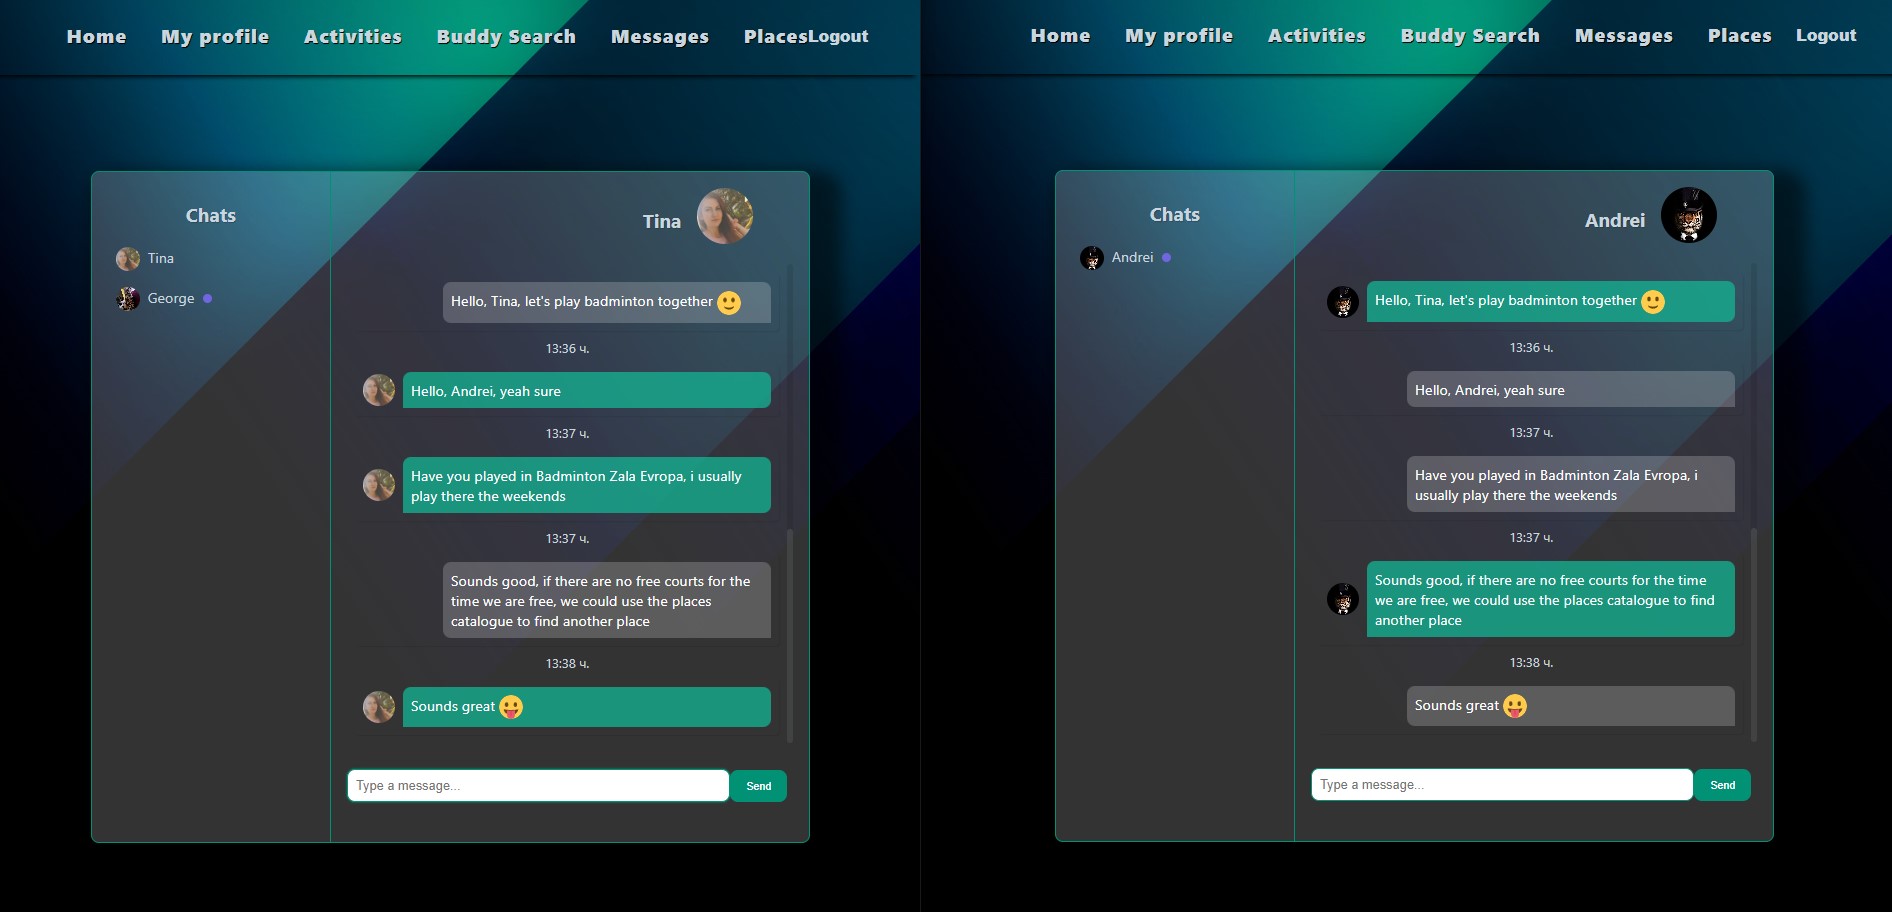 Home My profile Activities Buddy Search Messages Places Logout
Chats
Tina
George
Tina
Hello, Tina, let's play badminton together 🙂
13:36 ч.
Hello, Andrei, yeah sure
13:37 ч.
Have you played in Badminton Zala Evropa, i usually
play there the weekends
13:37 ч.
Sounds good, if there are no free courts for the
time we are free, we could use the places
catalogue to find another place
13:38 ч.
Sounds great 😛
Type a message...
Send
Home My profile Activities Buddy Search Messages Places Logout
Chats
Andrei
Andrei
Hello, Tina, let's play badminton together 🙂
13:36 ч.
Hello, Andrei, yeah sure
13:37 ч.
Have you played in Badminton Zala Evropa, i
usually play there the weekends
13:37 ч.
Sounds good, if there are no free courts for the time
we are free, we could use the places catalogue to find
another place
13:38 ч.
Sounds great 😛
Type a message...
Send